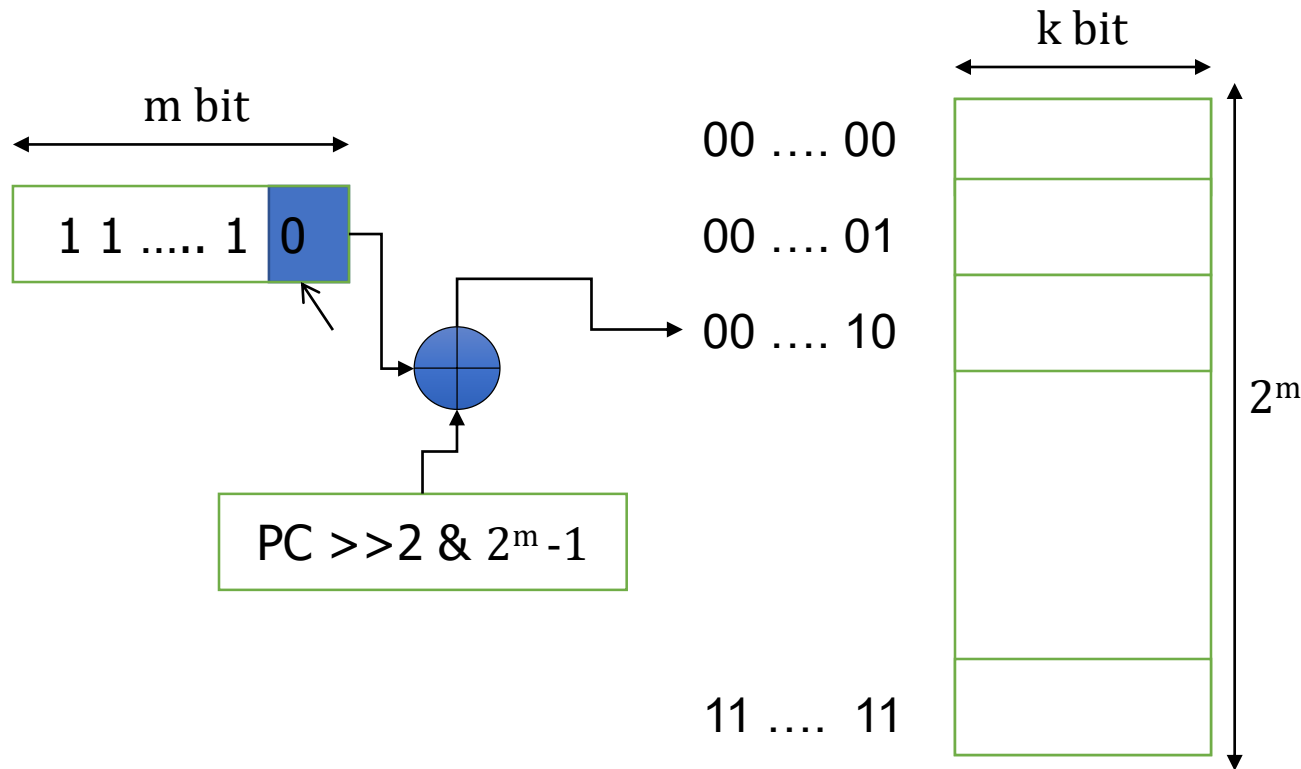 k bit
m bit
00 .... 00
1 1 ..... 1 0
00 .... 01
00 .... 10
2ᵐ
PC >>2 & 2ᵐ -1
11 .... 11